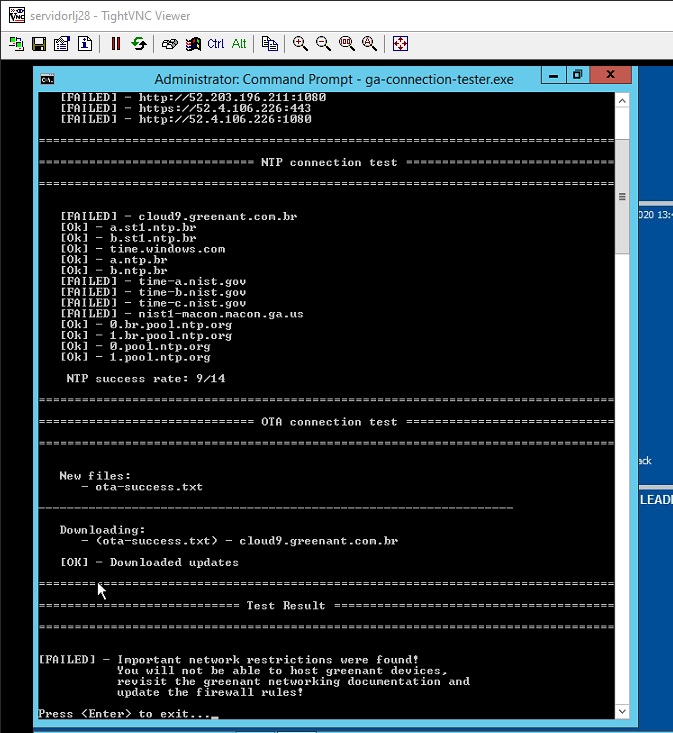 servidorlj28 - TightVNC Viewer
Ctrl Alt
Administrator: Command Prompt - ga-connection-tester.exe
[FAILED] - http://52.203.196.211:1080
[FAILED] - https://52.4.106.226:443
[FAILED] - http://52.4.106.226:1080
================================================================================
============================== NTP connection test =============================
================================================================================
[FAILED] - cloud9.greenant.com.br
[Ok] - a.st1.ntp.br
[Ok] - b.st1.ntp.br
[Ok] - time.windows.com
[Ok] - a.ntp.br
[Ok] - b.ntp.br
[FAILED] - time-a.nist.gov
[FAILED] - time-b.nist.gov
[FAILED] - time-c.nist.gov
[FAILED] - nist1-macon.macon.ga.us
[Ok] - 0.br.pool.ntp.org
[Ok] - 1.br.pool.ntp.org
[Ok] - 0.pool.ntp.org
[Ok] - 1.pool.ntp.org
NTP success rate: 9/14
================================================================================
============================== OTA connection test =============================
================================================================================
New files:
- ota-success.txt
------------------------------------------------------------------
Downloading:
- (ota-success.txt) - cloud9.greenant.com.br
[OK] - Downloaded updates
================================================================================
============================ Test Result =======================================
================================================================================
[FAILED] - Important network restrictions were found!
You will not be able to host greenant devices,
revisit the greenant networking documentation and
update the firewall rules!
Press <Enter> to exit..._
020 13:4
ack
LEAD